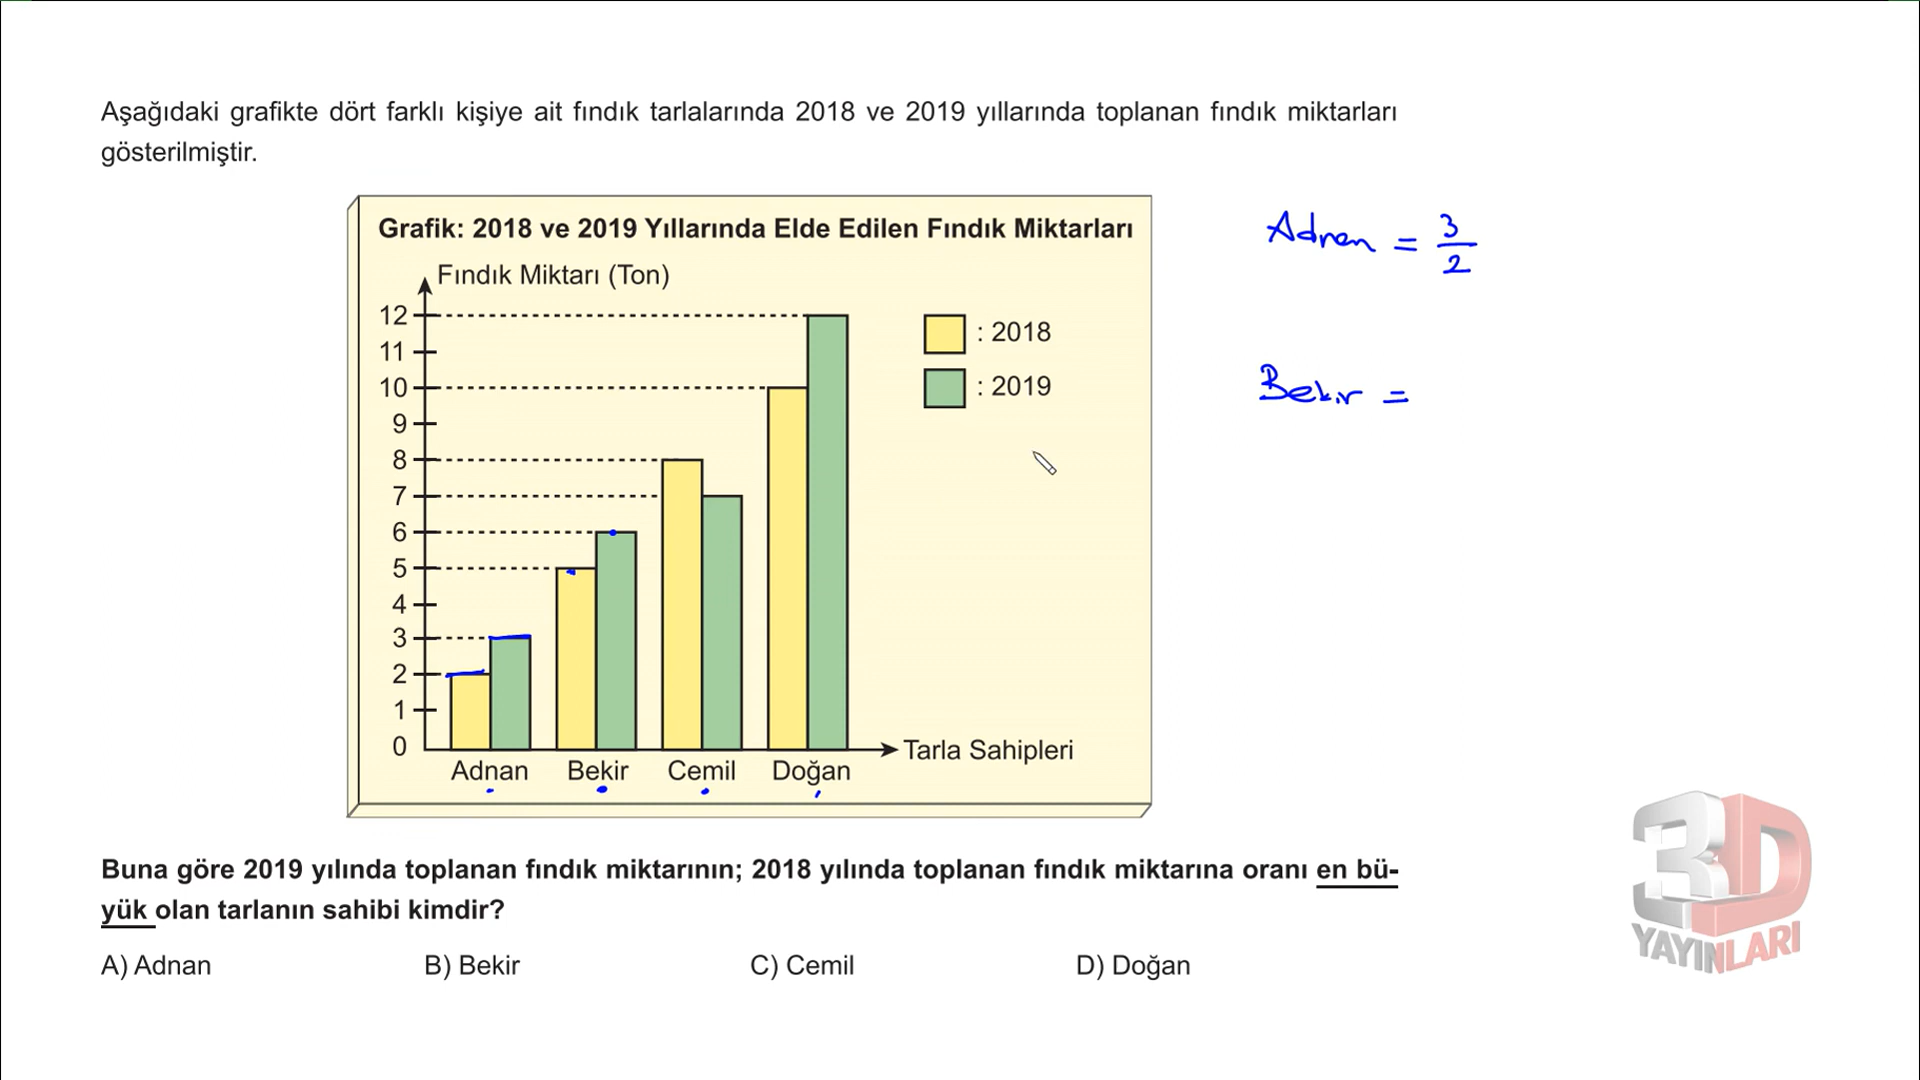 Aşağıdaki grafikte dört farklı kişiye ait fındık tarlalarında 2018 ve 2019 yıllarında toplanan fındık miktarları
gösterilmiştir.
Grafik: 2018 ve 2019 Yıllarında Elde Edilen Fındık Miktarları
Fındık Miktarı (Ton)
12
11
10
9
8
7
6
5
4
3
2
1
0
: 2018
: 2019
Adnan Bekir Cemil Doğan
Tarla Sahipleri
Adnan = 3/2
Bekir =
Buna göre 2019 yılında toplanan fındık miktarının; 2018 yılında toplanan fındık miktarına oranı en bü-
yük olan tarlanın sahibi kimdir?
A) Adnan B) Bekir C) Cemil D) Doğan
3D
YAYINLARI